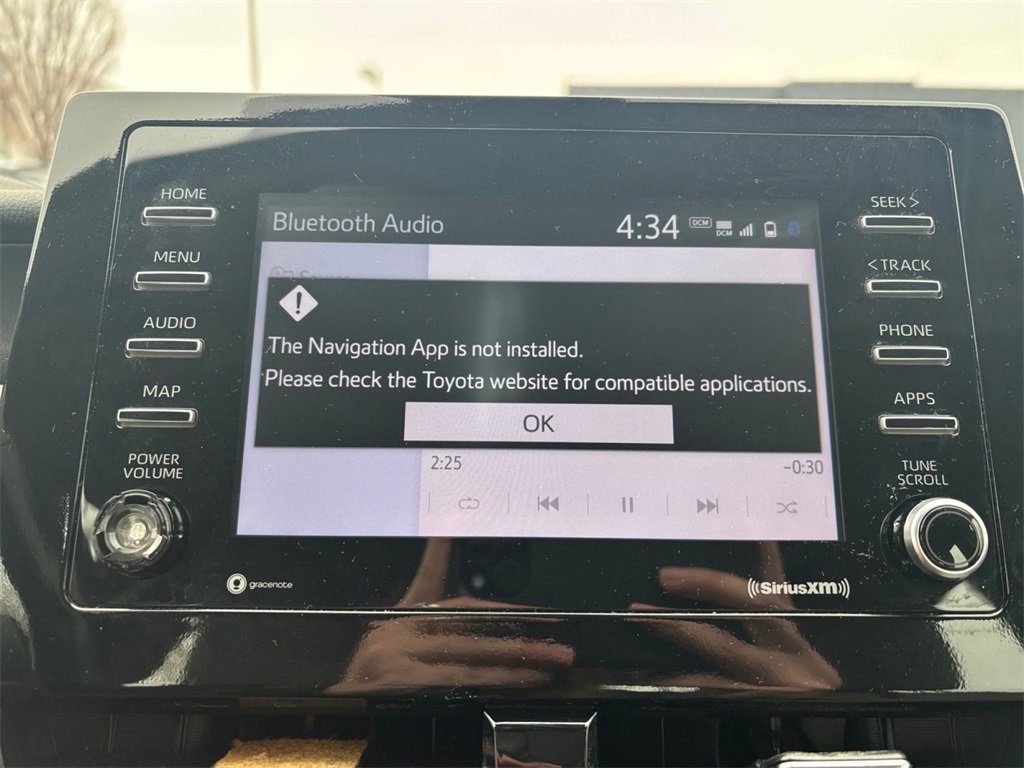 HOME
MENU
AUDIO
MAP
POWER
VOLUME
Bluetooth Audio 4:34 DCM DCM
Source
The Navigation App is not installed.
Please check the Toyota website for compatible applications.
OK
2:25 -0:30
SEEK >
< TRACK
PHONE
APPS
TUNE
SCROLL
gracenote
((SiriusXM))